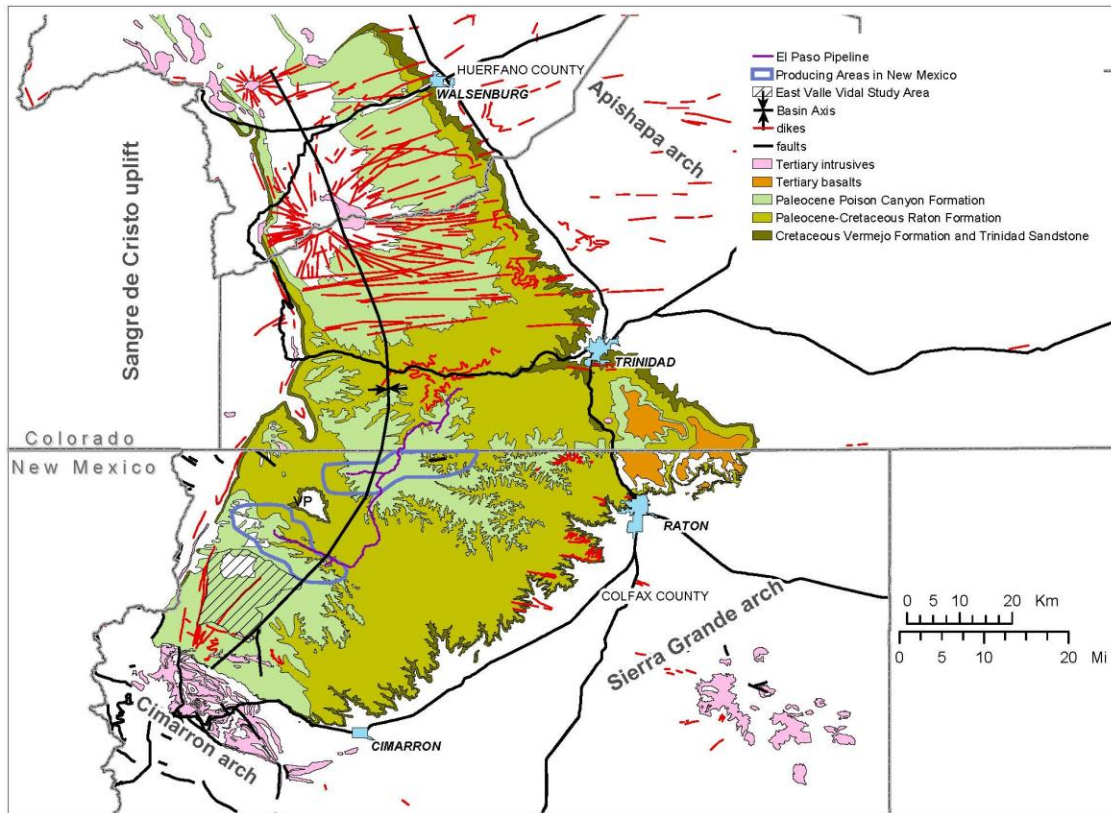 HUERFANO COUNTY
WALSENBURG
Apishapa arch
Sangre de Cristo uplift
El Paso Pipeline
Producing Areas in New Mexico
East Valle Vidal Study Area
Basin Axis
dikes
faults
Tertiary intrusives
Tertiary basalts
Paleocene Poison Canyon Formation
Paleocene-Cretaceous Raton Formation
Cretaceous Vermejo Formation and Trinidad Sandstone
TRINIDAD
Colorado
New Mexico
VP
RATON
COLFAX COUNTY
Sierra Grande arch
Cimarron arch
CIMARRON
0 5 10 20 Km
0 5 10 20 Mi